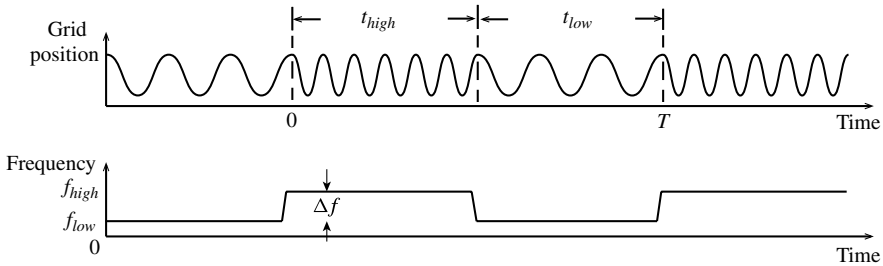 t_high t_low
Grid
position
0 T Time
Frequency
f_high
Δf
f_low
0
Time